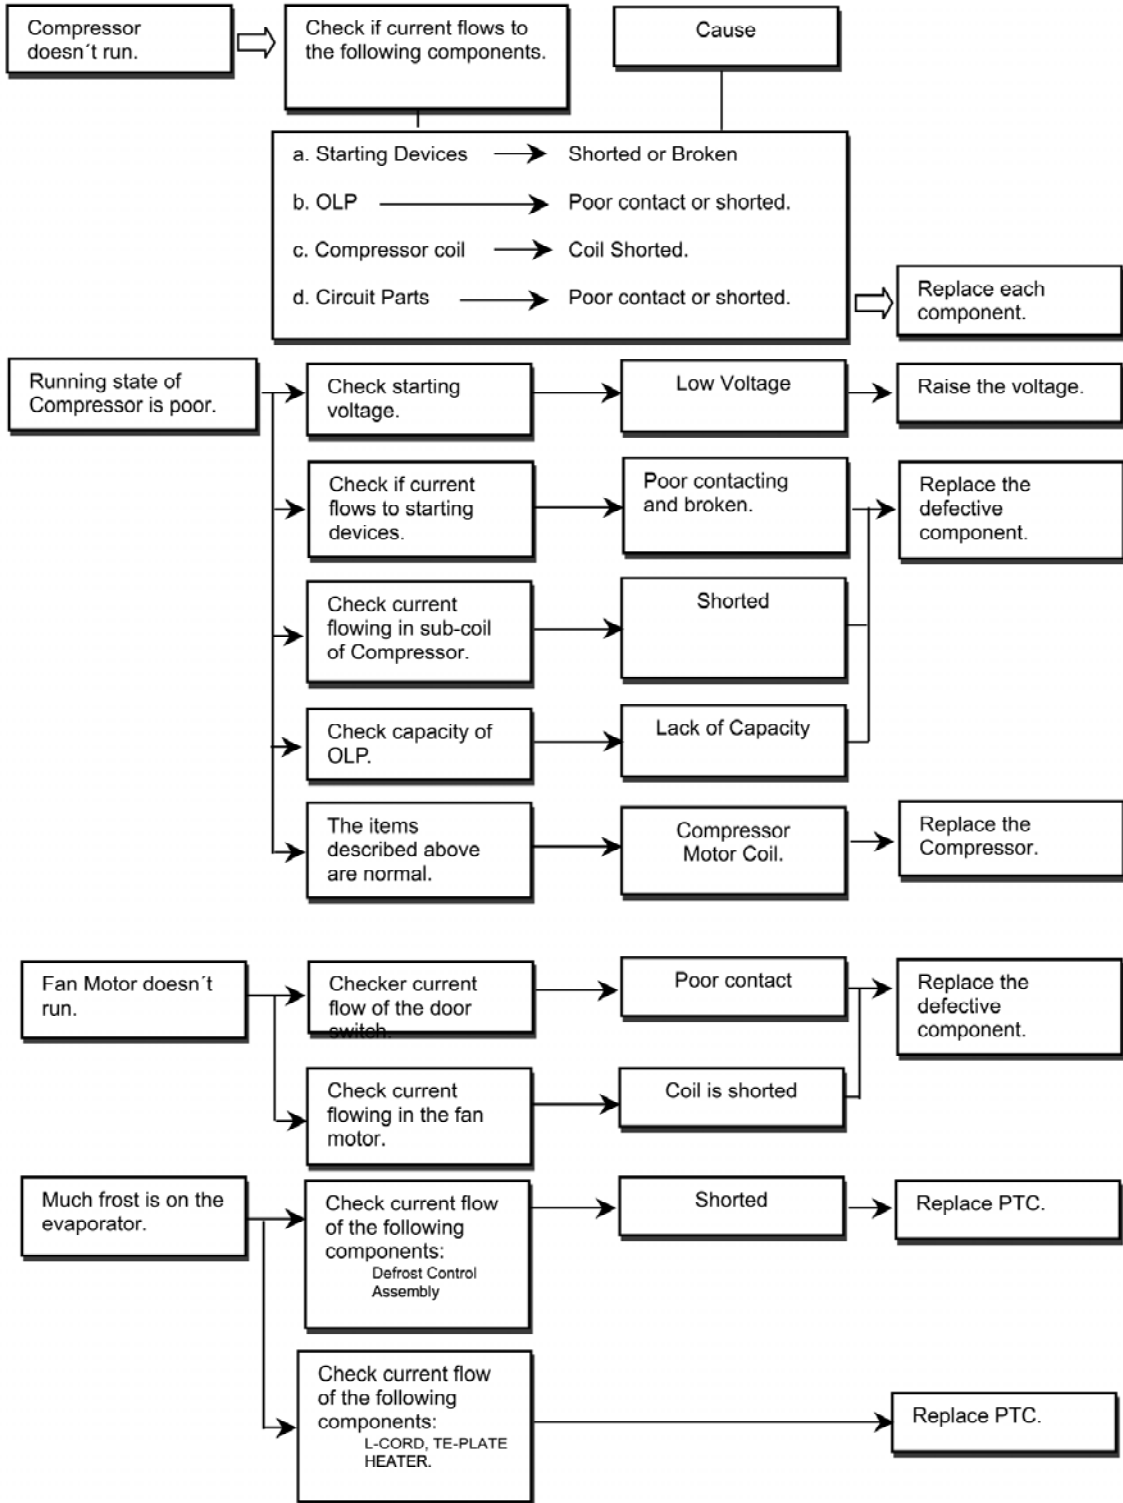 Compressor
doesn´t run.
Check if current flows to
the following components.
Cause
a. Starting Devices
Shorted or Broken
b. OLP
Poor contact or shorted.
c. Compressor coil
Coil Shorted.
d. Circuit Parts
Poor contact or shorted.
Replace each
component.
Running state of
Compressor is poor.
Check starting
voltage.
Low Voltage
Raise the voltage.
Check if current
flows to starting
devices.
Poor contacting
and broken.
Replace the
defective
component.
Check current
flowing in sub-coil
of Compressor.
Shorted
Check capacity of
OLP.
Lack of Capacity
The items
described above
are normal.
Compressor
Motor Coil.
Replace the
Compressor.
Fan Motor doesn´t
run.
Checker current
flow of the door
switch.
Poor contact
Replace the
defective
component.
Check current
flowing in the fan
motor.
Coil is shorted
Much frost is on the
evaporator.
Check current flow
of the following
components:
Defrost Control
Assembly
Shorted
Replace PTC.
Check current flow
of the following
components:
L-CORD, TE-PLATE
HEATER.
Replace PTC.